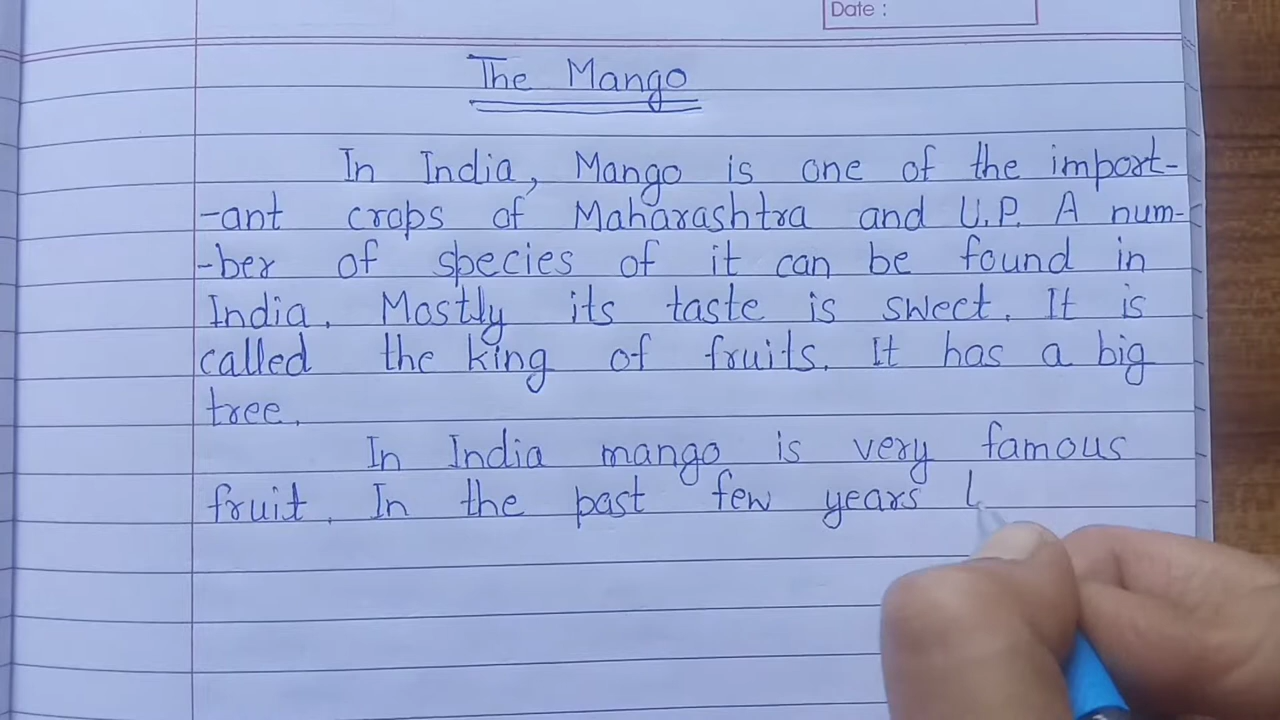 Date :
The Mango
In India, Mango is one of the import-
-ant crops of Maharashtra and U.P. A num-
-ber of species of it can be found in
India. Mostly its taste is sweet. It is
called the king of fruits. It has a big
tree.
In India mango is very famous
fruit. In the past few years